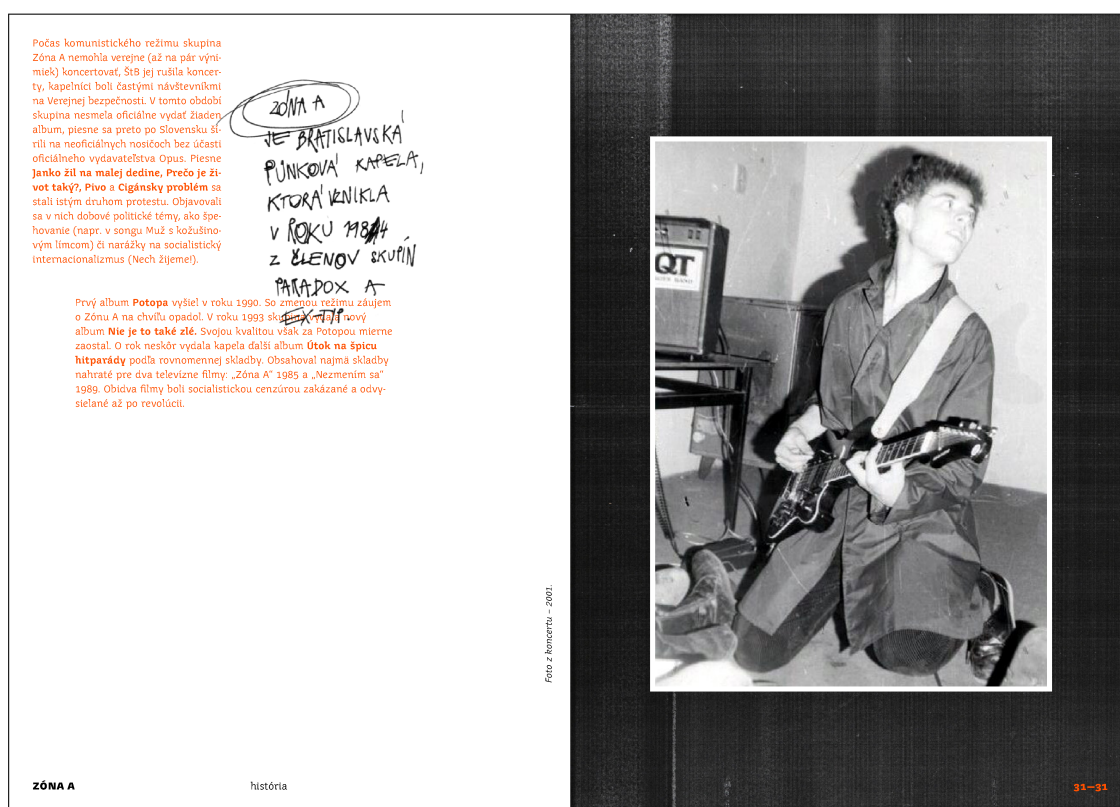 Počas komunistického režimu skupina
Zóna A nemohla verejne (až na pár výni-
miek) koncertovať, ŠtB jej rušila koncer-
ty, kapelníci boli častými návštevníkmi
na Verejnej bezpečnosti. V tomto období
skupina nesmela oficiálne vydať žiaden
album, piesne sa preto po Slovensku ší-
rili na neoficiálnych nosičoch bez účasti
oficiálneho vydavateľstva Opus. Piesne
Janko žil na malej dedine, Prečo je ži-
vot taký?, Pivo a Cigánsky problém sa
stali istým druhom protestu. Objavovali
sa v nich dobové politické témy, ako špe-
hovanie (napr. v songu Muž s kožušino-
vým límcom) či narážky na socialistický
internacionalizmus (Nech žijeme!).
ZÓNA A
JE BRATISLAVSKÁ
PUNKOVÁ KAPELA,
KTORÁ VZNIKLA
V ROKU 1984
Z ČLENOV SKUPÍN
PARADOX A
EXTIP.
Prvý album Potopa vyšiel v roku 1990. So zmenou režimu záujem
o Zónu A na chvíľu opadol. V roku 1993 skupina vydala nový
album Nie je to také zlé. Svojou kvalitou však za Potopou mierne
zaostal. O rok neskôr vydala kapela ďalší album Útok na špicu
hitparády podľa rovnomennej skladby. Obsahoval najmä skladby
nahraté pre dva televízne filmy: „Zóna A“ 1985 a „Nezmením sa“
1989. Obidva filmy boli socialistickou cenzúrou zakázané a odvy-
sielané až po revolúcii.
Foto z koncertu – 2001.
QT
ZÓNA A
história
31—31